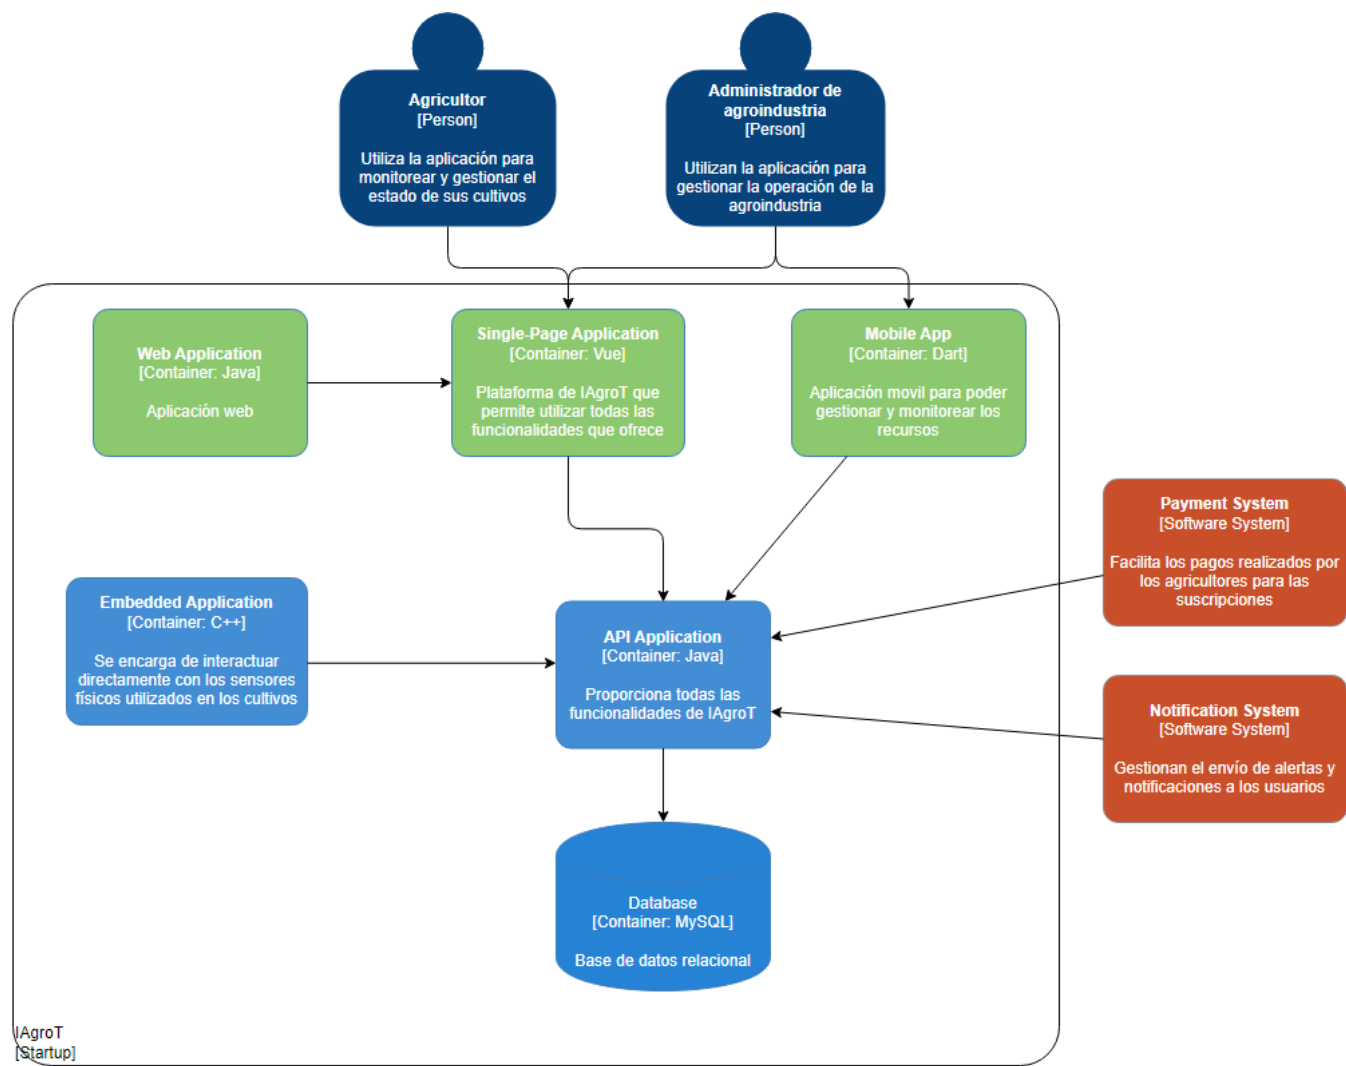 Agricultor
[Person]
Utiliza la aplicación para
monitorear y gestionar el
estado de sus cultivos
Administrador de
agroindustria
[Person]
Utilizan la aplicación para
gestionar la operación de la
agroindustria
Web Application
[Container: Java]
Aplicación web
Single-Page Application
[Container: Vue]
Plataforma de IAgroT que
permite utilizar todas las
funcionalidades que ofrece
Mobile App
[Container: Dart]
Aplicación movil para poder
gestionar y monitorear los
recursos
Payment System
[Software System]
Facilita los pagos realizados por
los agricultores para las
suscripciones
Embedded Application
[Container: C++]
Se encarga de interactuar
directamente con los sensores
físicos utilizados en los cultivos
API Application
[Container: Java]
Proporciona todas las
funcionalidades de IAgroT
Notification System
[Software System]
Gestionan el envío de alertas y
notificaciones a los usuarios
Database
[Container: MySQL]
Base de datos relacional
IAgroT
[Startup]